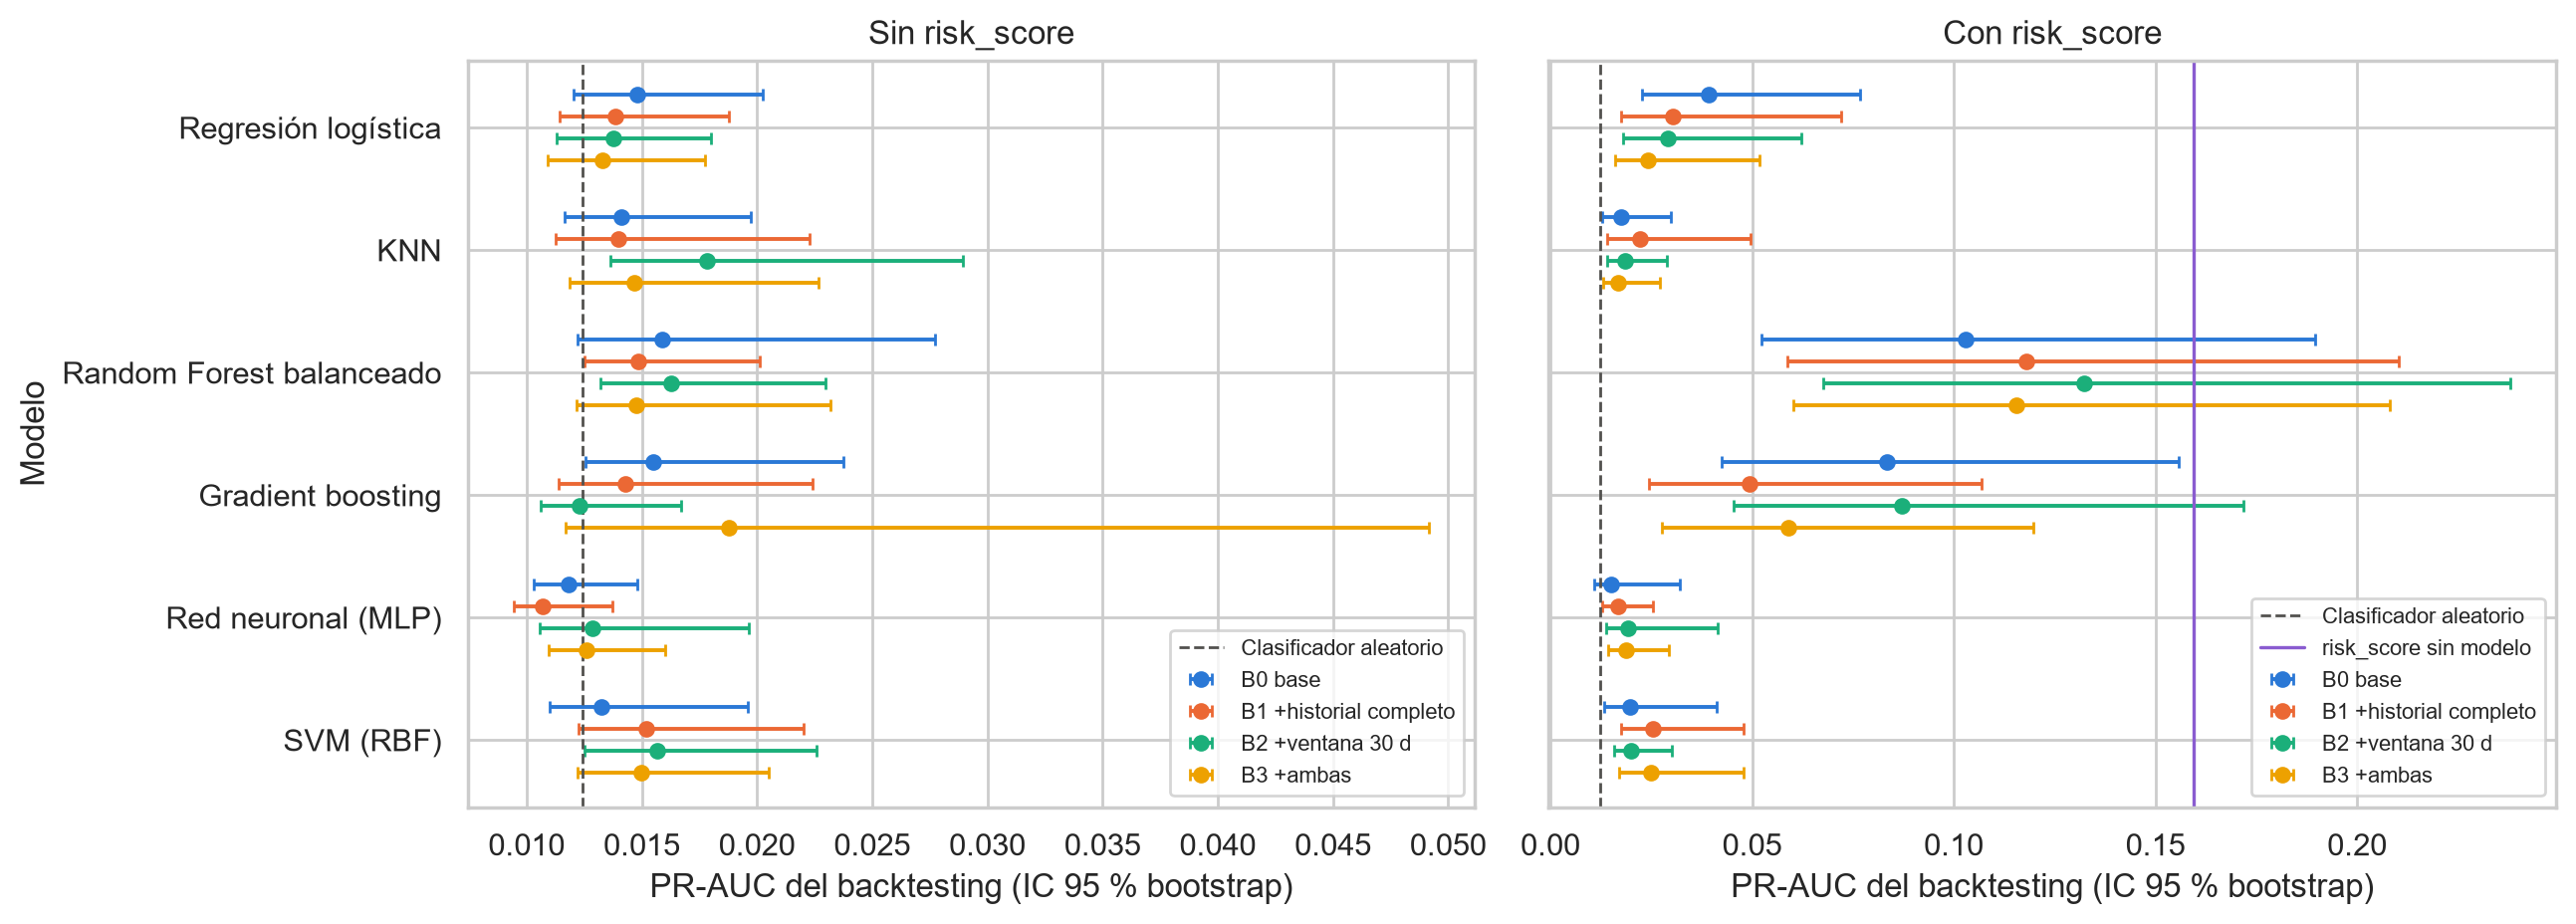 Sin risk_score
Con risk_score
Modelo
Regresión logística
KNN
Random Forest balanceado
Gradient boosting
Red neuronal (MLP)
SVM (RBF)
Clasificador aleatorio
B0 base
B1 +historial completo
B2 +ventana 30 d
B3 +ambas
Clasificador aleatorio
risk_score sin modelo
B0 base
B1 +historial completo
B2 +ventana 30 d
B3 +ambas
0.010 0.015 0.020 0.025 0.030 0.035 0.040 0.045 0.050
0.00 0.05 0.10 0.15 0.20
PR-AUC del backtesting (IC 95 % bootstrap)
PR-AUC del backtesting (IC 95 % bootstrap)